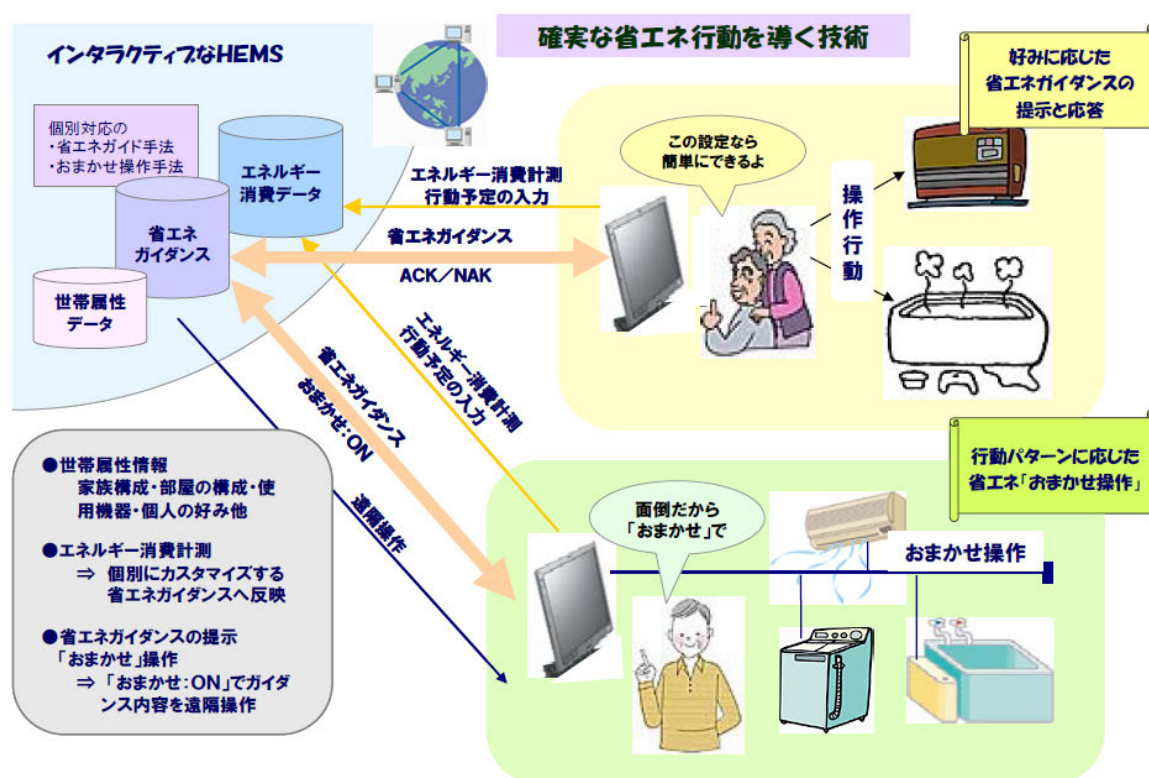 確実な省エネ行動を導く技術
インタラクティブなHEMS
個別対応の
・省エネガイド手法
・おまかせ操作手法
エネルギー
消費データ
省エネ
ガイダンス
世帯属性
データ
エネルギー消費計測
行動予定の入力
省エネガイダンス
ACK/NAK
この設定なら
簡単にできるよ
操作行動
好みに応じた
省エネガイダンスの
提示と応答
エネルギー消費計測
行動予定の入力
省エネガイダンス
おまかせ:ON
遠隔操作
行動パターンに応じた
省エネ「おまかせ操作」
面倒だから
「おまかせ」で
おまかせ操作
●世帯属性情報
家族構成・部屋の構成・使
用機器・個人の好み他
●エネルギー消費計測
⇒ 個別にカスタマイズする
省エネガイダンスへ反映
●省エネガイダンスの提示
「おまかせ」操作
⇒「おまかせ:ON」でガイダ
ンス内容を遠隔操作